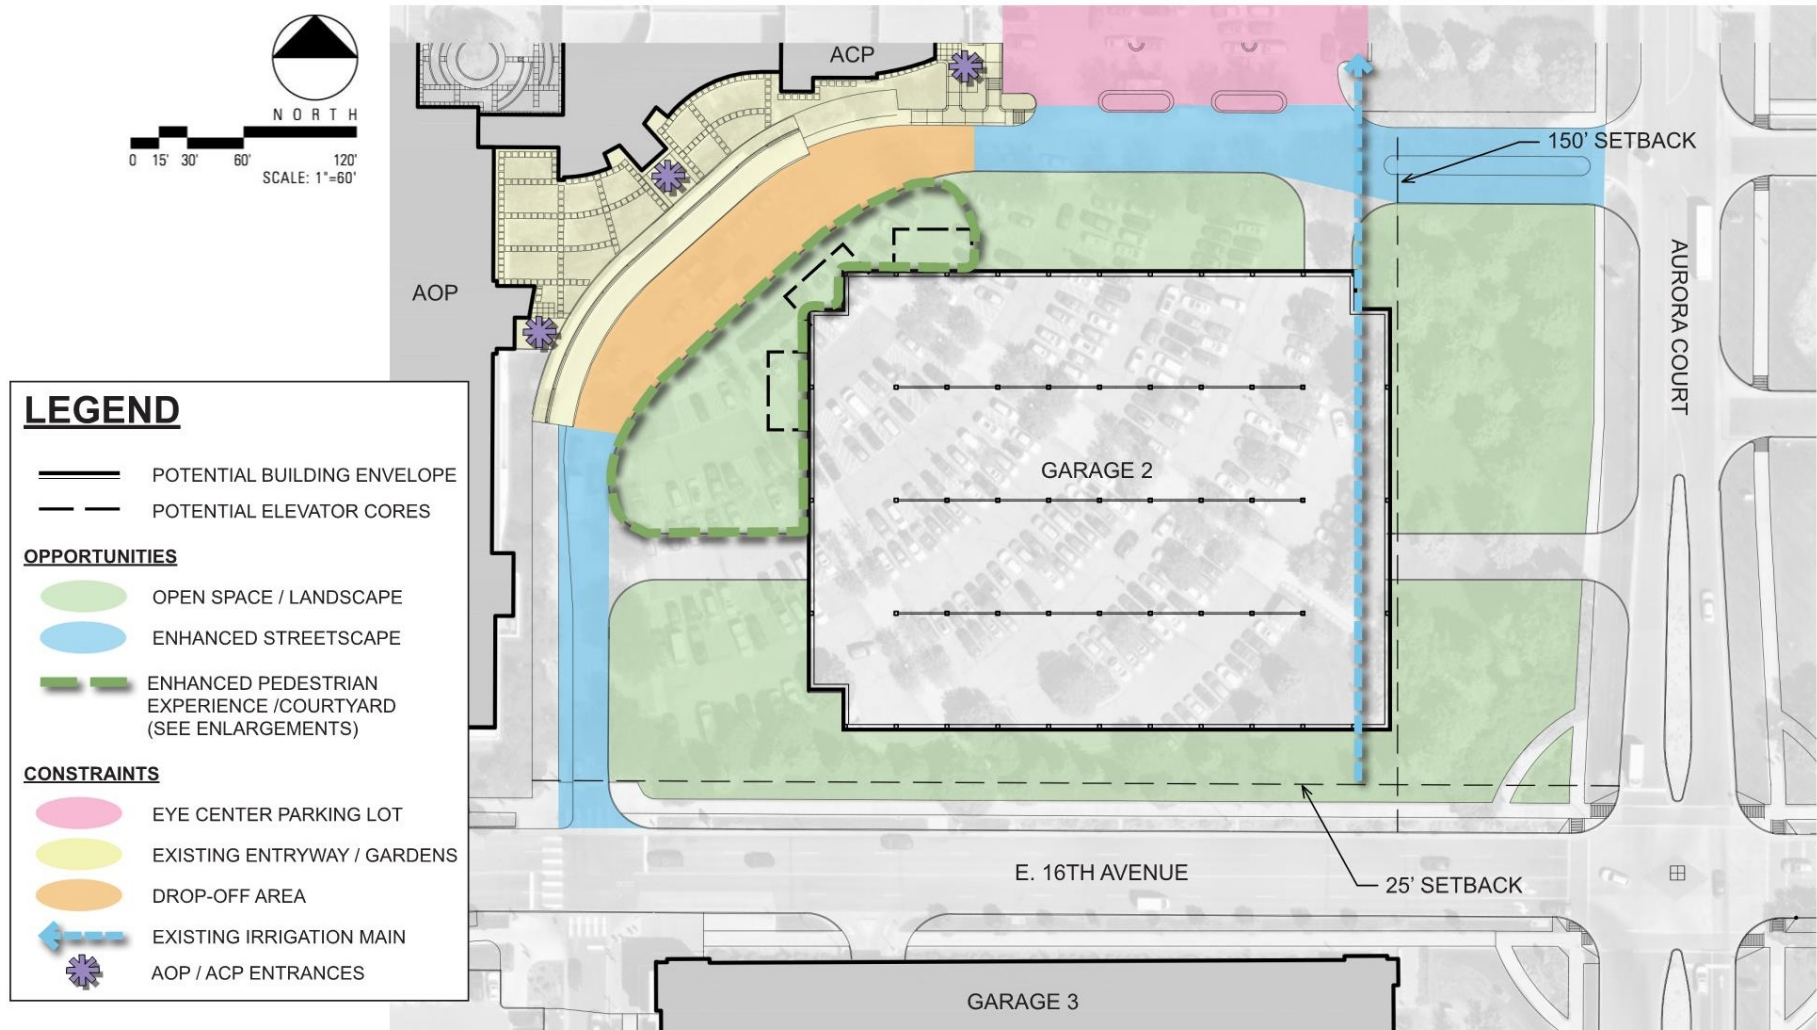 NORTH
0 15' 30' 60' 120'
SCALE: 1"=60'
ACP
AOP
150' SETBACK
AURORA COURT
GARAGE 2
LEGEND
POTENTIAL BUILDING ENVELOPE
POTENTIAL ELEVATOR CORES
OPPORTUNITIES
OPEN SPACE / LANDSCAPE
ENHANCED STREETSCAPE
ENHANCED PEDESTRIAN
EXPERIENCE /COURTYARD
(SEE ENLARGEMENTS)
CONSTRAINTS
EYE CENTER PARKING LOT
EXISTING ENTRYWAY / GARDENS
DROP-OFF AREA
EXISTING IRRIGATION MAIN
AOP / ACP ENTRANCES
E. 16TH AVENUE
25' SETBACK
GARAGE 3